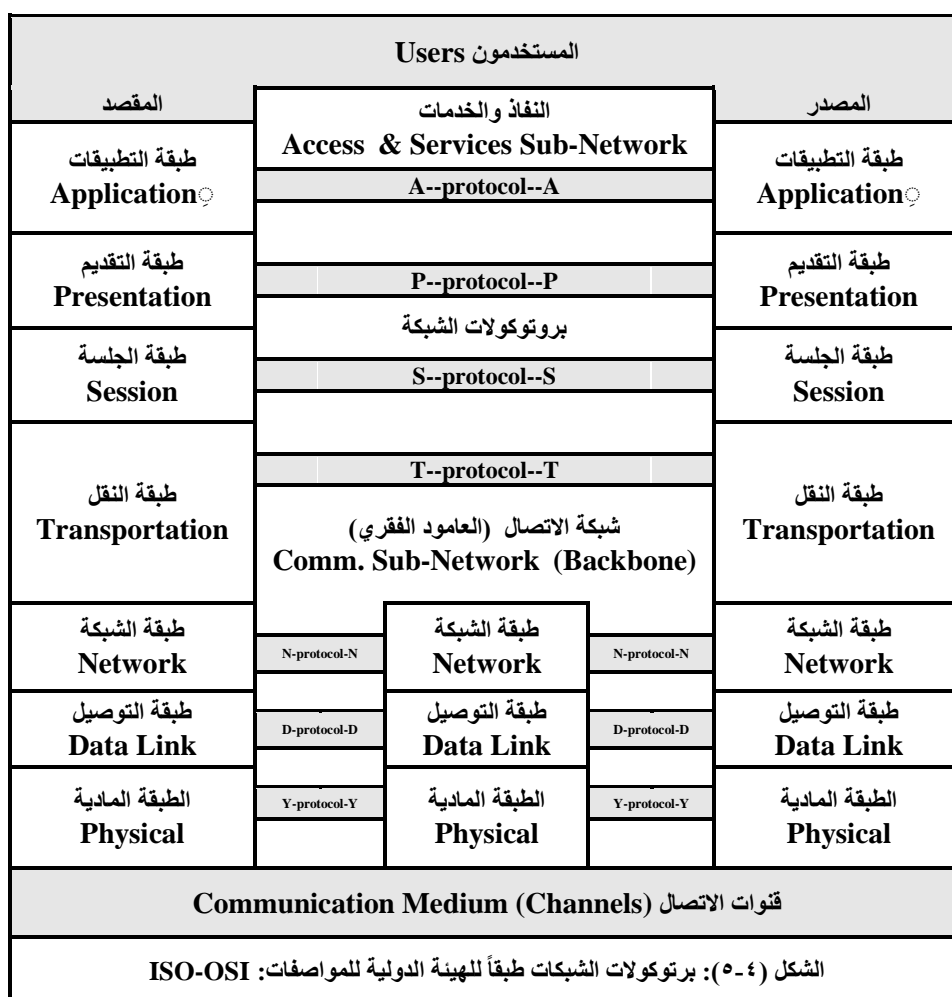 المستخدمون Users
المصدر
النفاذ والخدمات
Access & Services Sub-Network
المقصد
طبقة التطبيقات
Applicationِ
A--protocol--A
طبقة التطبيقات
Applicationِ
طبقة التقديم
Presentation
P--protocol--P
طبقة التقديم
Presentation
بروتوكولات الشبكة
طبقة الجلسة
Session
S--protocol--S
طبقة الجلسة
Session
T--protocol--T
طبقة النقل
Transportation
شبكة الاتصال (العامود الفقري)
Comm. Sub-Network (Backbone)
طبقة النقل
Transportation
طبقة الشبكة
Network
N-protocol-N
طبقة الشبكة
Network
N-protocol-N
طبقة الشبكة
Network
طبقة التوصيل
Data Link
D-protocol-D
طبقة التوصيل
Data Link
D-protocol-D
طبقة التوصيل
Data Link
الطبقة المادية
Physical
Y-protocol-Y
الطبقة المادية
Physical
Y-protocol-Y
الطبقة المادية
Physical
قنوات الاتصال Communication Medium (Channels)
الشكل (٤-٥): برتوكولات الشبكات طبقاً للهيئة الدولية للمواصفات: ISO-OSI